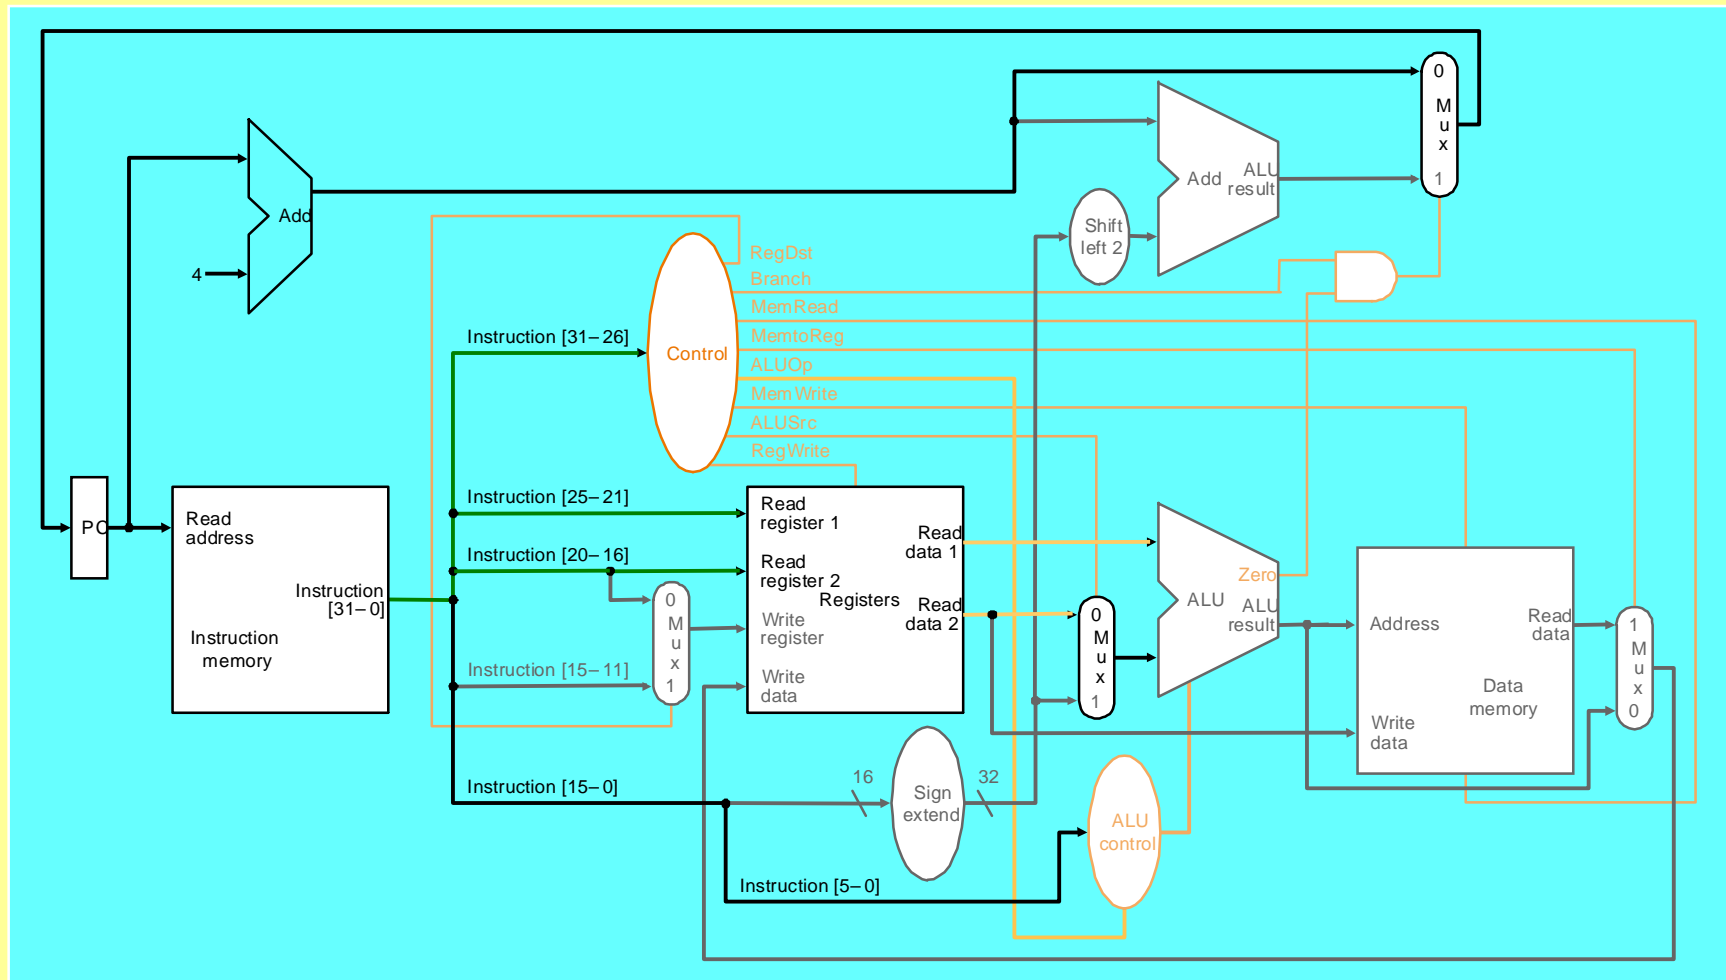 0
M
u
x
1
Add
ALU
result
Shift
left 2
Add
4
RegDst
Branch
MemRead
MemtoReg
ALUOp
MemWrite
ALUSrc
RegWrite
Control
Instruction [31–26]
Instruction [25–21]
Instruction [20–16]
Instruction [15–11]
Instruction [15–0]
Instruction [5–0]
PC
Read
address
Instruction
[31–0]
Instruction
memory
0
M
u
x
1
Read
register 1
Read
register 2
Registers
Write
register
Write
data
Read
data 1
Read
data 2
0
M
u
x
1
Zero
ALU
ALU
result
Address
Read
data
Data
memory
Write
data
1
M
u
x
0
16
Sign
extend
32
ALU
control